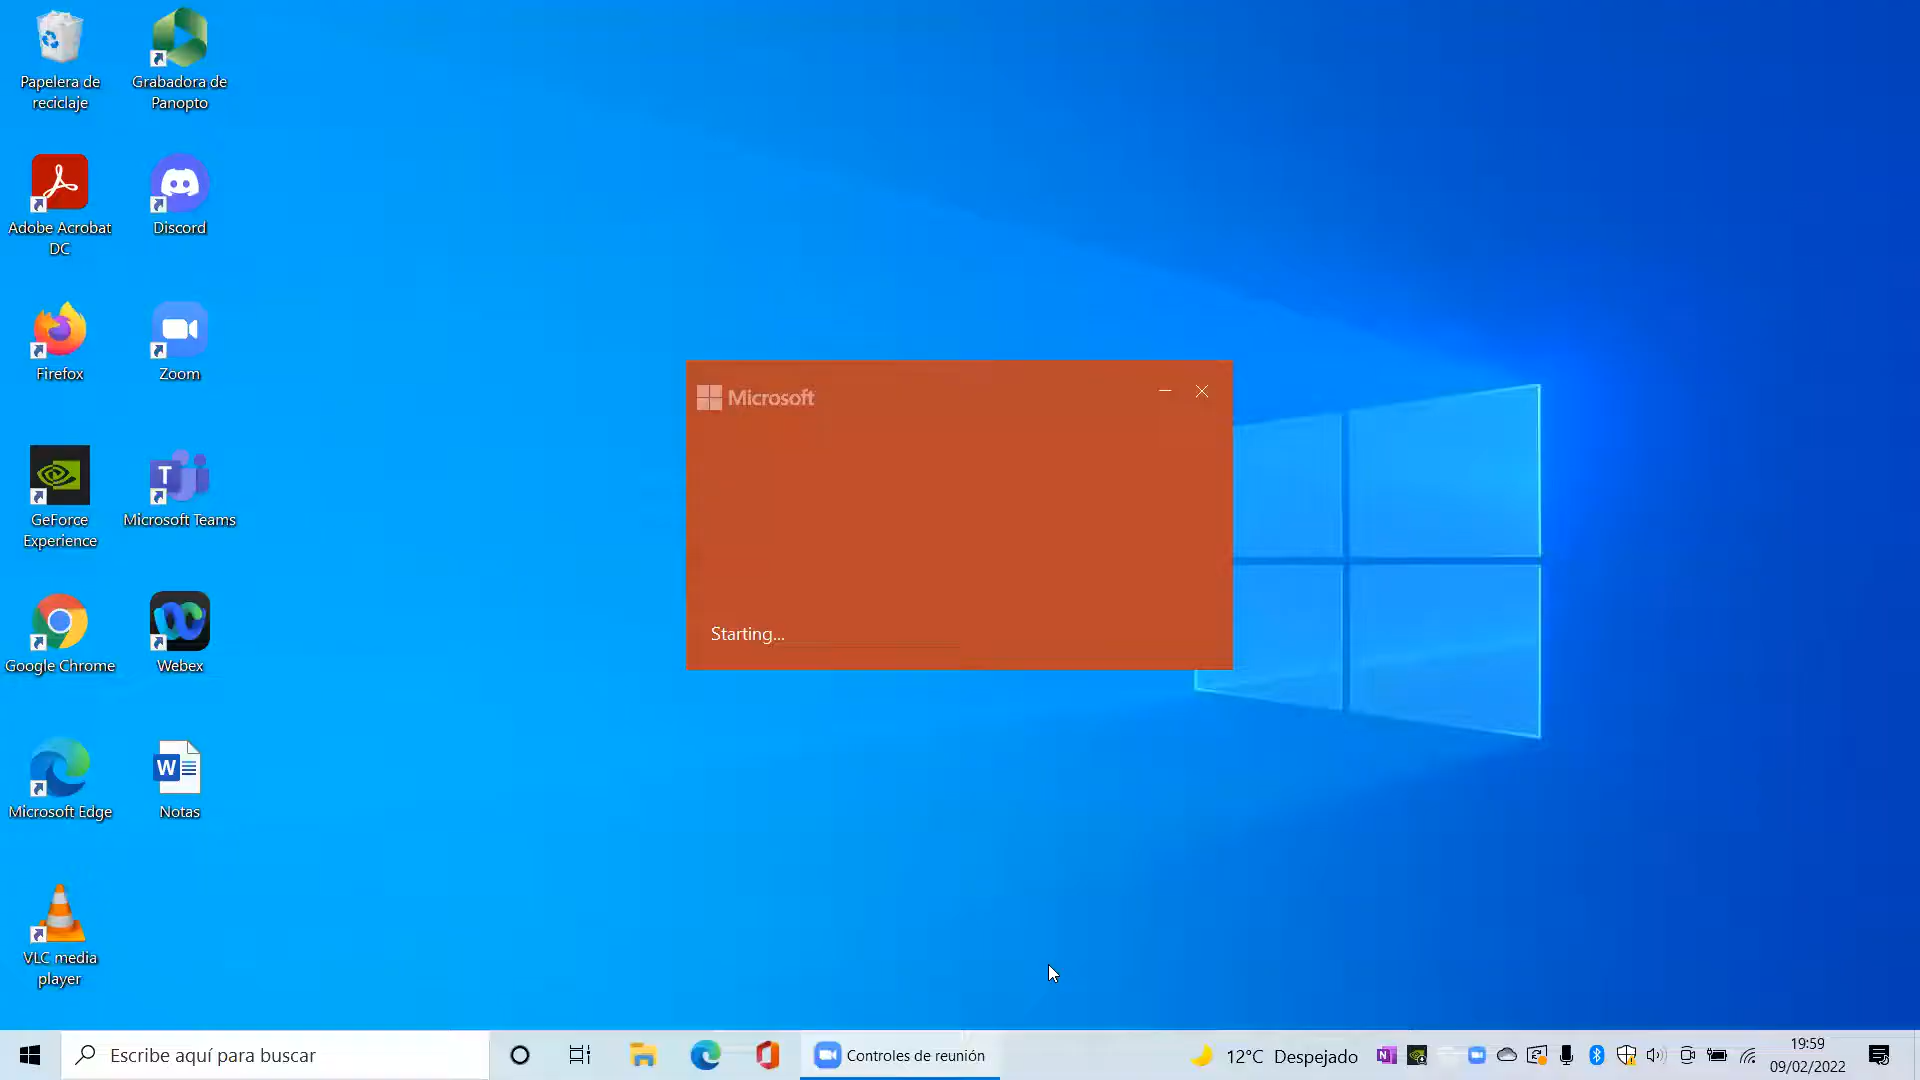 Papelera de
reciclaje
Grabadora de
Panopto
Adobe Acrobat
DC
Discord
Firefox
Zoom
GeForce
Experience
Microsoft Teams
Google Chrome
Webex
Microsoft Edge
W
Notas
VLC media
player
Microsoft
Starting...
Escribe aquí para buscar
Controles de reunión
12°C Despejado
19:59
09/02/2022